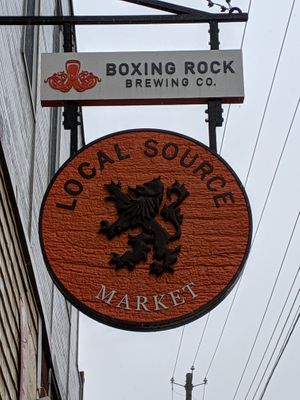 BOXING ROCK
BREWING CO.
LOCAL SOURCE
MARKET